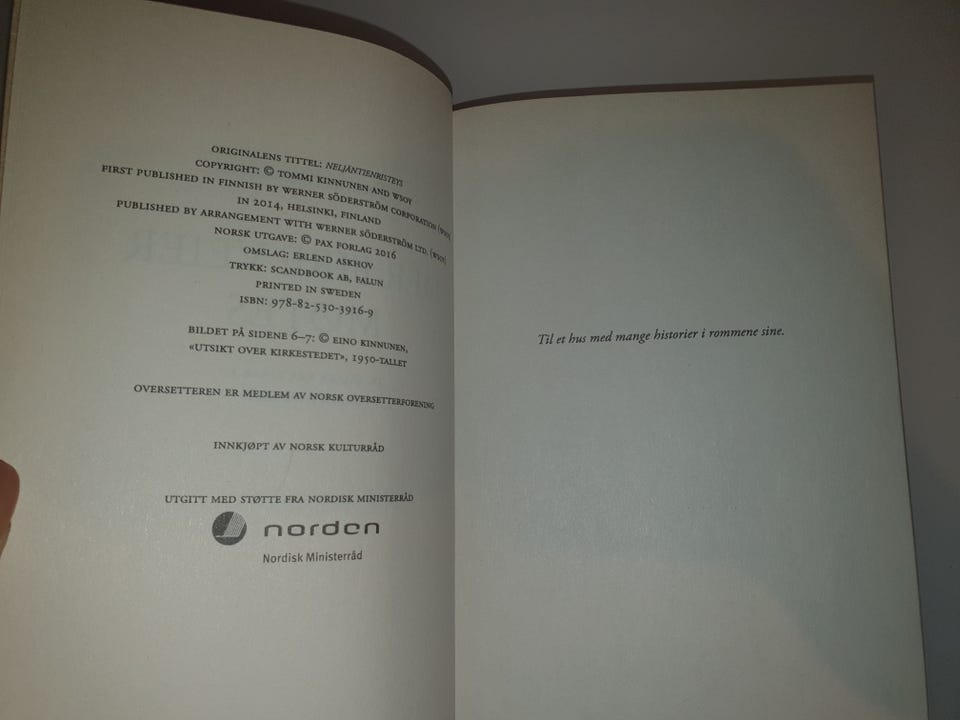 ORIGINALENS TITTEL: NELJÄNTIENRISTEYS
COPYRIGHT: © TOMMI KINNUNEN AND WSOY
FIRST PUBLISHED IN FINNISH BY WERNER SÖDERSTRÖM CORPORATION (WSOY)
IN 2014, HELSINKI, FINLAND
PUBLISHED BY ARRANGEMENT WITH WERNER SÖDERSTRÖM LTD. (WSOY)
NORSK UTGAVE: © PAX FORLAG 2016
OMSLAG: ERLEND ASKHOV
TRYKK: SCANDBOOK AB, FALUN
PRINTED IN SWEDEN
ISBN: 978-82-530-3916-9
BILDET PÅ SIDENE 6–7: © EINO KINNUNEN,
«UTSIKT OVER KIRKESTEDET», 1950-TALLET
OVERSETTEREN ER MEDLEM AV NORSK OVERSETTERFORENING
INNKJØPT AV NORSK KULTURRÅD
UTGITT MED STØTTE FRA NORDISK MINISTERRÅD
norden
Nordisk Ministerråd
Til et hus med mange historier i rommene sine.